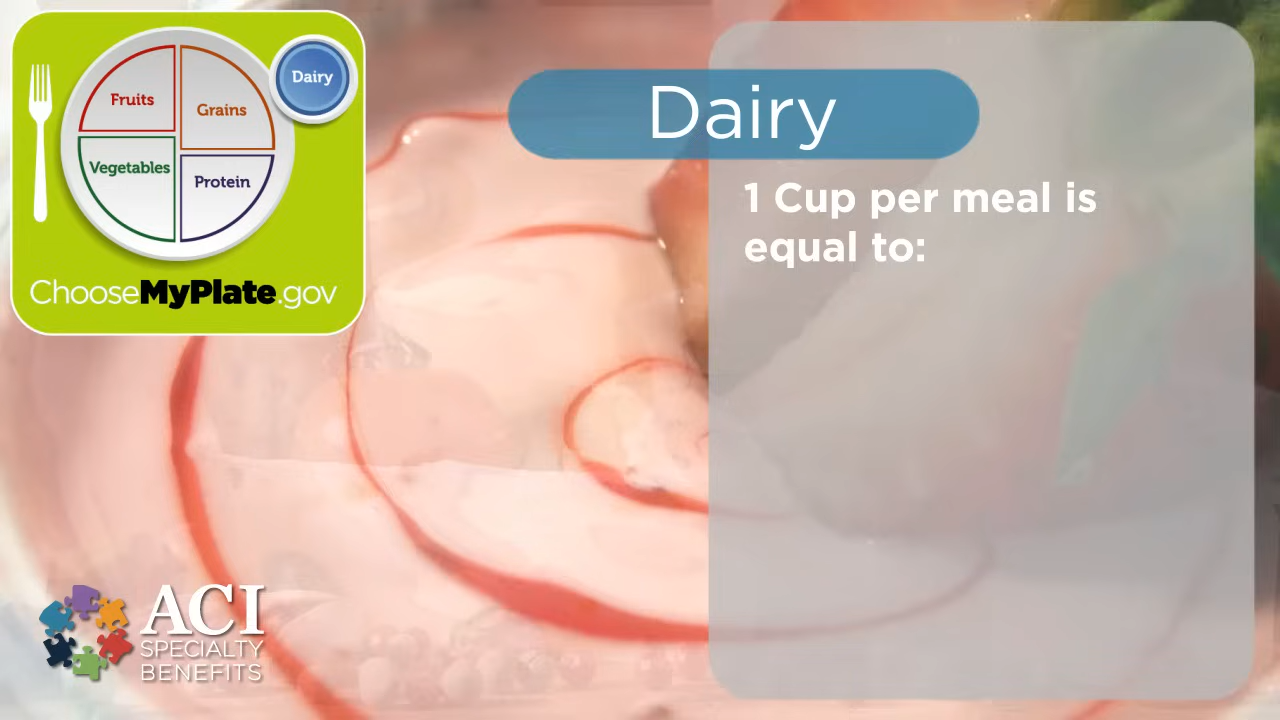 Fruits
Grains
Dairy
Vegetables
Protein
ChooseMyPlate.gov
Dairy
1 Cup per meal is
equal to:
ACI
SPECIALTY
BENEFITS